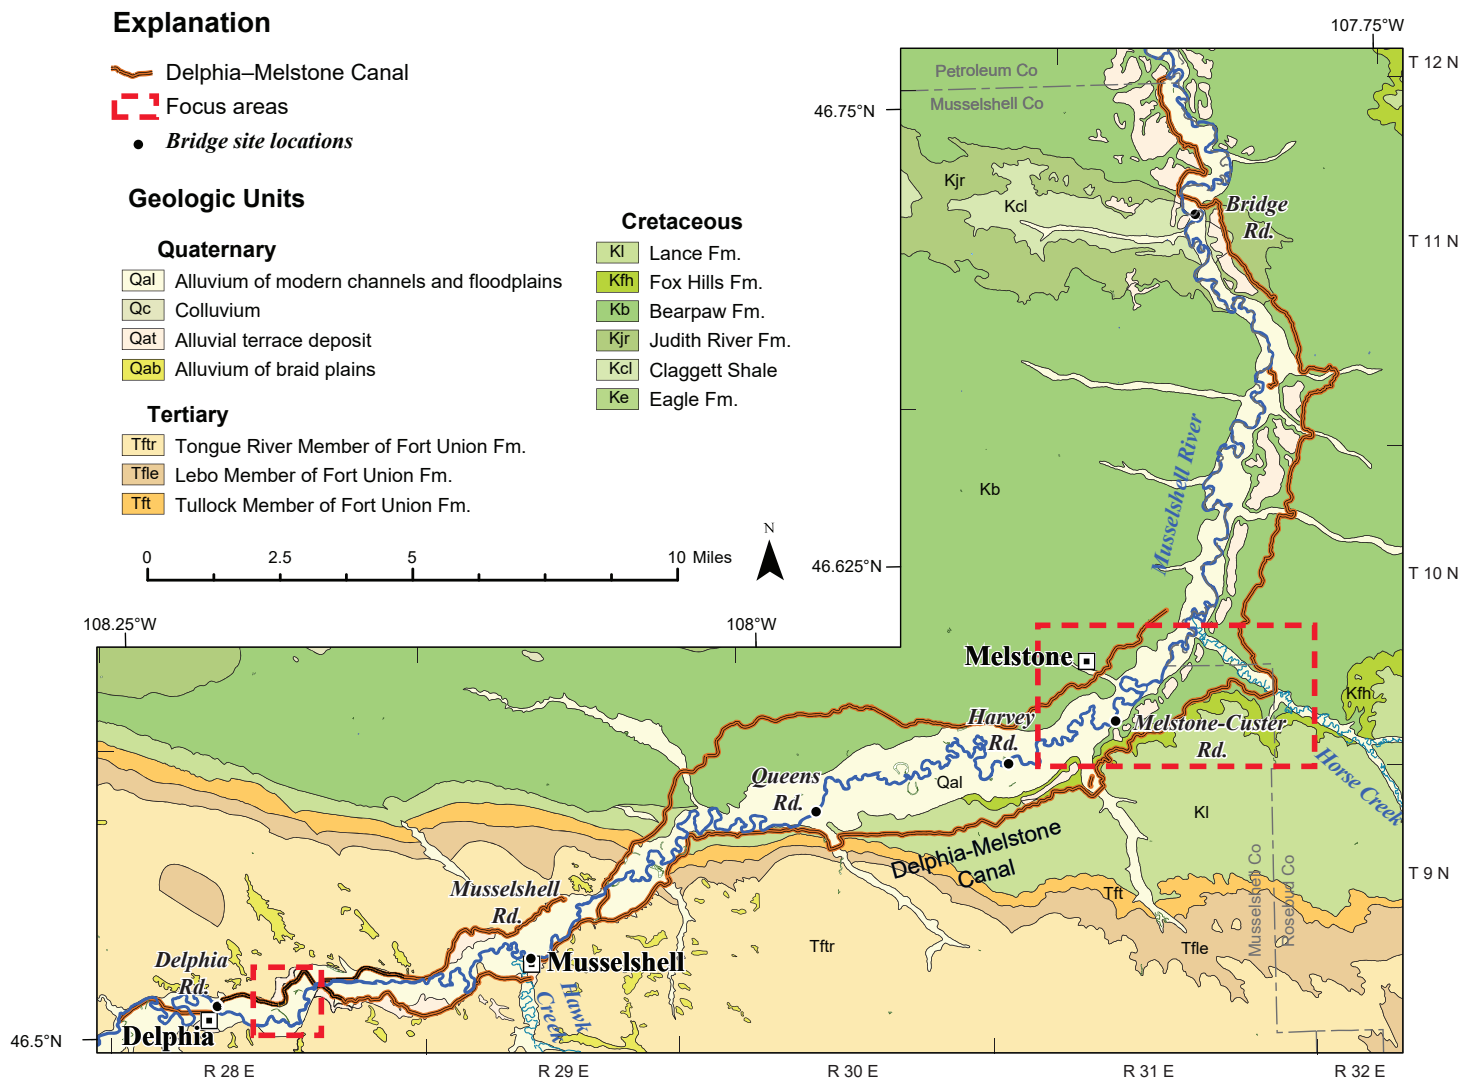 Explanation
Delphia–Melstone Canal
Focus areas
Bridge site locations
Geologic Units
Quaternary
Qal Alluvium of modern channels and floodplains
Qc Colluvium
Qat Alluvial terrace deposit
Qab Alluvium of braid plains
Tertiary
Tftr Tongue River Member of Fort Union Fm.
Tfle Lebo Member of Fort Union Fm.
Tft Tullock Member of Fort Union Fm.
Cretaceous
Kl Lance Fm.
Kfh Fox Hills Fm.
Kb Bearpaw Fm.
Kjr Judith River Fm.
Kcl Claggett Shale
Ke Eagle Fm.
0 2.5 5 10 Miles
N
107.75°W
T 12 N
Petroleum Co
Musselshell Co
46.75°N
Kjr
Kcl
Bridge
Rd.
T 11 N
Musselshell River
Kb
46.625°N
T 10 N
108.25°W
108°W
Melstone
Kfh
Harvey
Rd.
Melstone-Custer
Rd.
Horse Creek
Queens
Rd.
Qal
Kl
Delphia-Melstone
Canal
Musselshell Co
Rosebud Co
T 9 N
Tft
Musselshell
Rd.
Tftr
Tfle
Delphia
Rd.
Musselshell
Hawk
Creek
Delphia
46.5°N
R 28 E
R 29 E
R 30 E
R 31 E
R 32 E